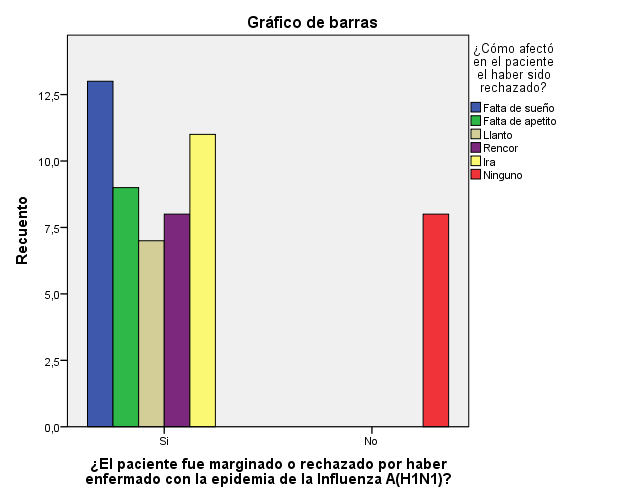 Gráfico de barras
¿Cómo afectó
en el paciente
el haber sido
rechazado?
Falta de sueño
Falta de apetito
Llanto
Rencor
Ira
Ninguno
Recuento
12,5
10,0
7,5
5,0
2,5
0,0
Si
No
¿El paciente fue marginado o rechazado por haber
enfermado con la epidemia de la Influenza A(H1N1)?